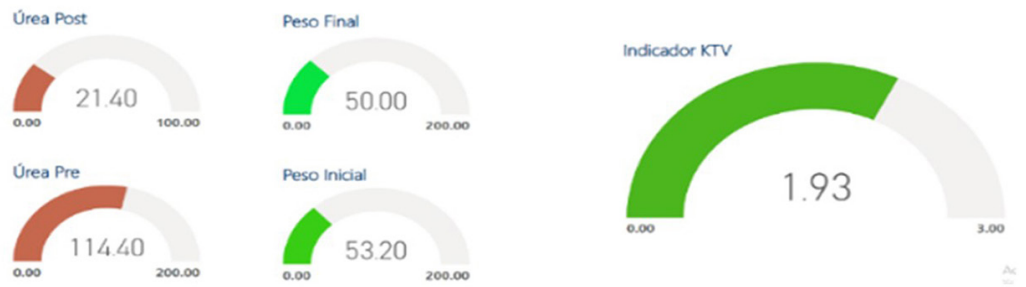 Úrea Post
21.40
0.00 100.00
Peso Final
50.00
0.00 200.00
Úrea Pre
114.40
0.00 200.00
Peso Inicial
53.20
0.00 200.00
Indicador KTV
1.93
0.00 3.00
Ac